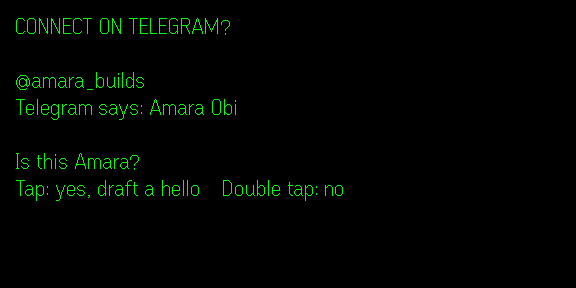 CONNECT ON TELEGRAM?
@amara_builds
Telegram says: Amara Obi
Is this Amara?
Tap: yes, draft a hello Double tap: no